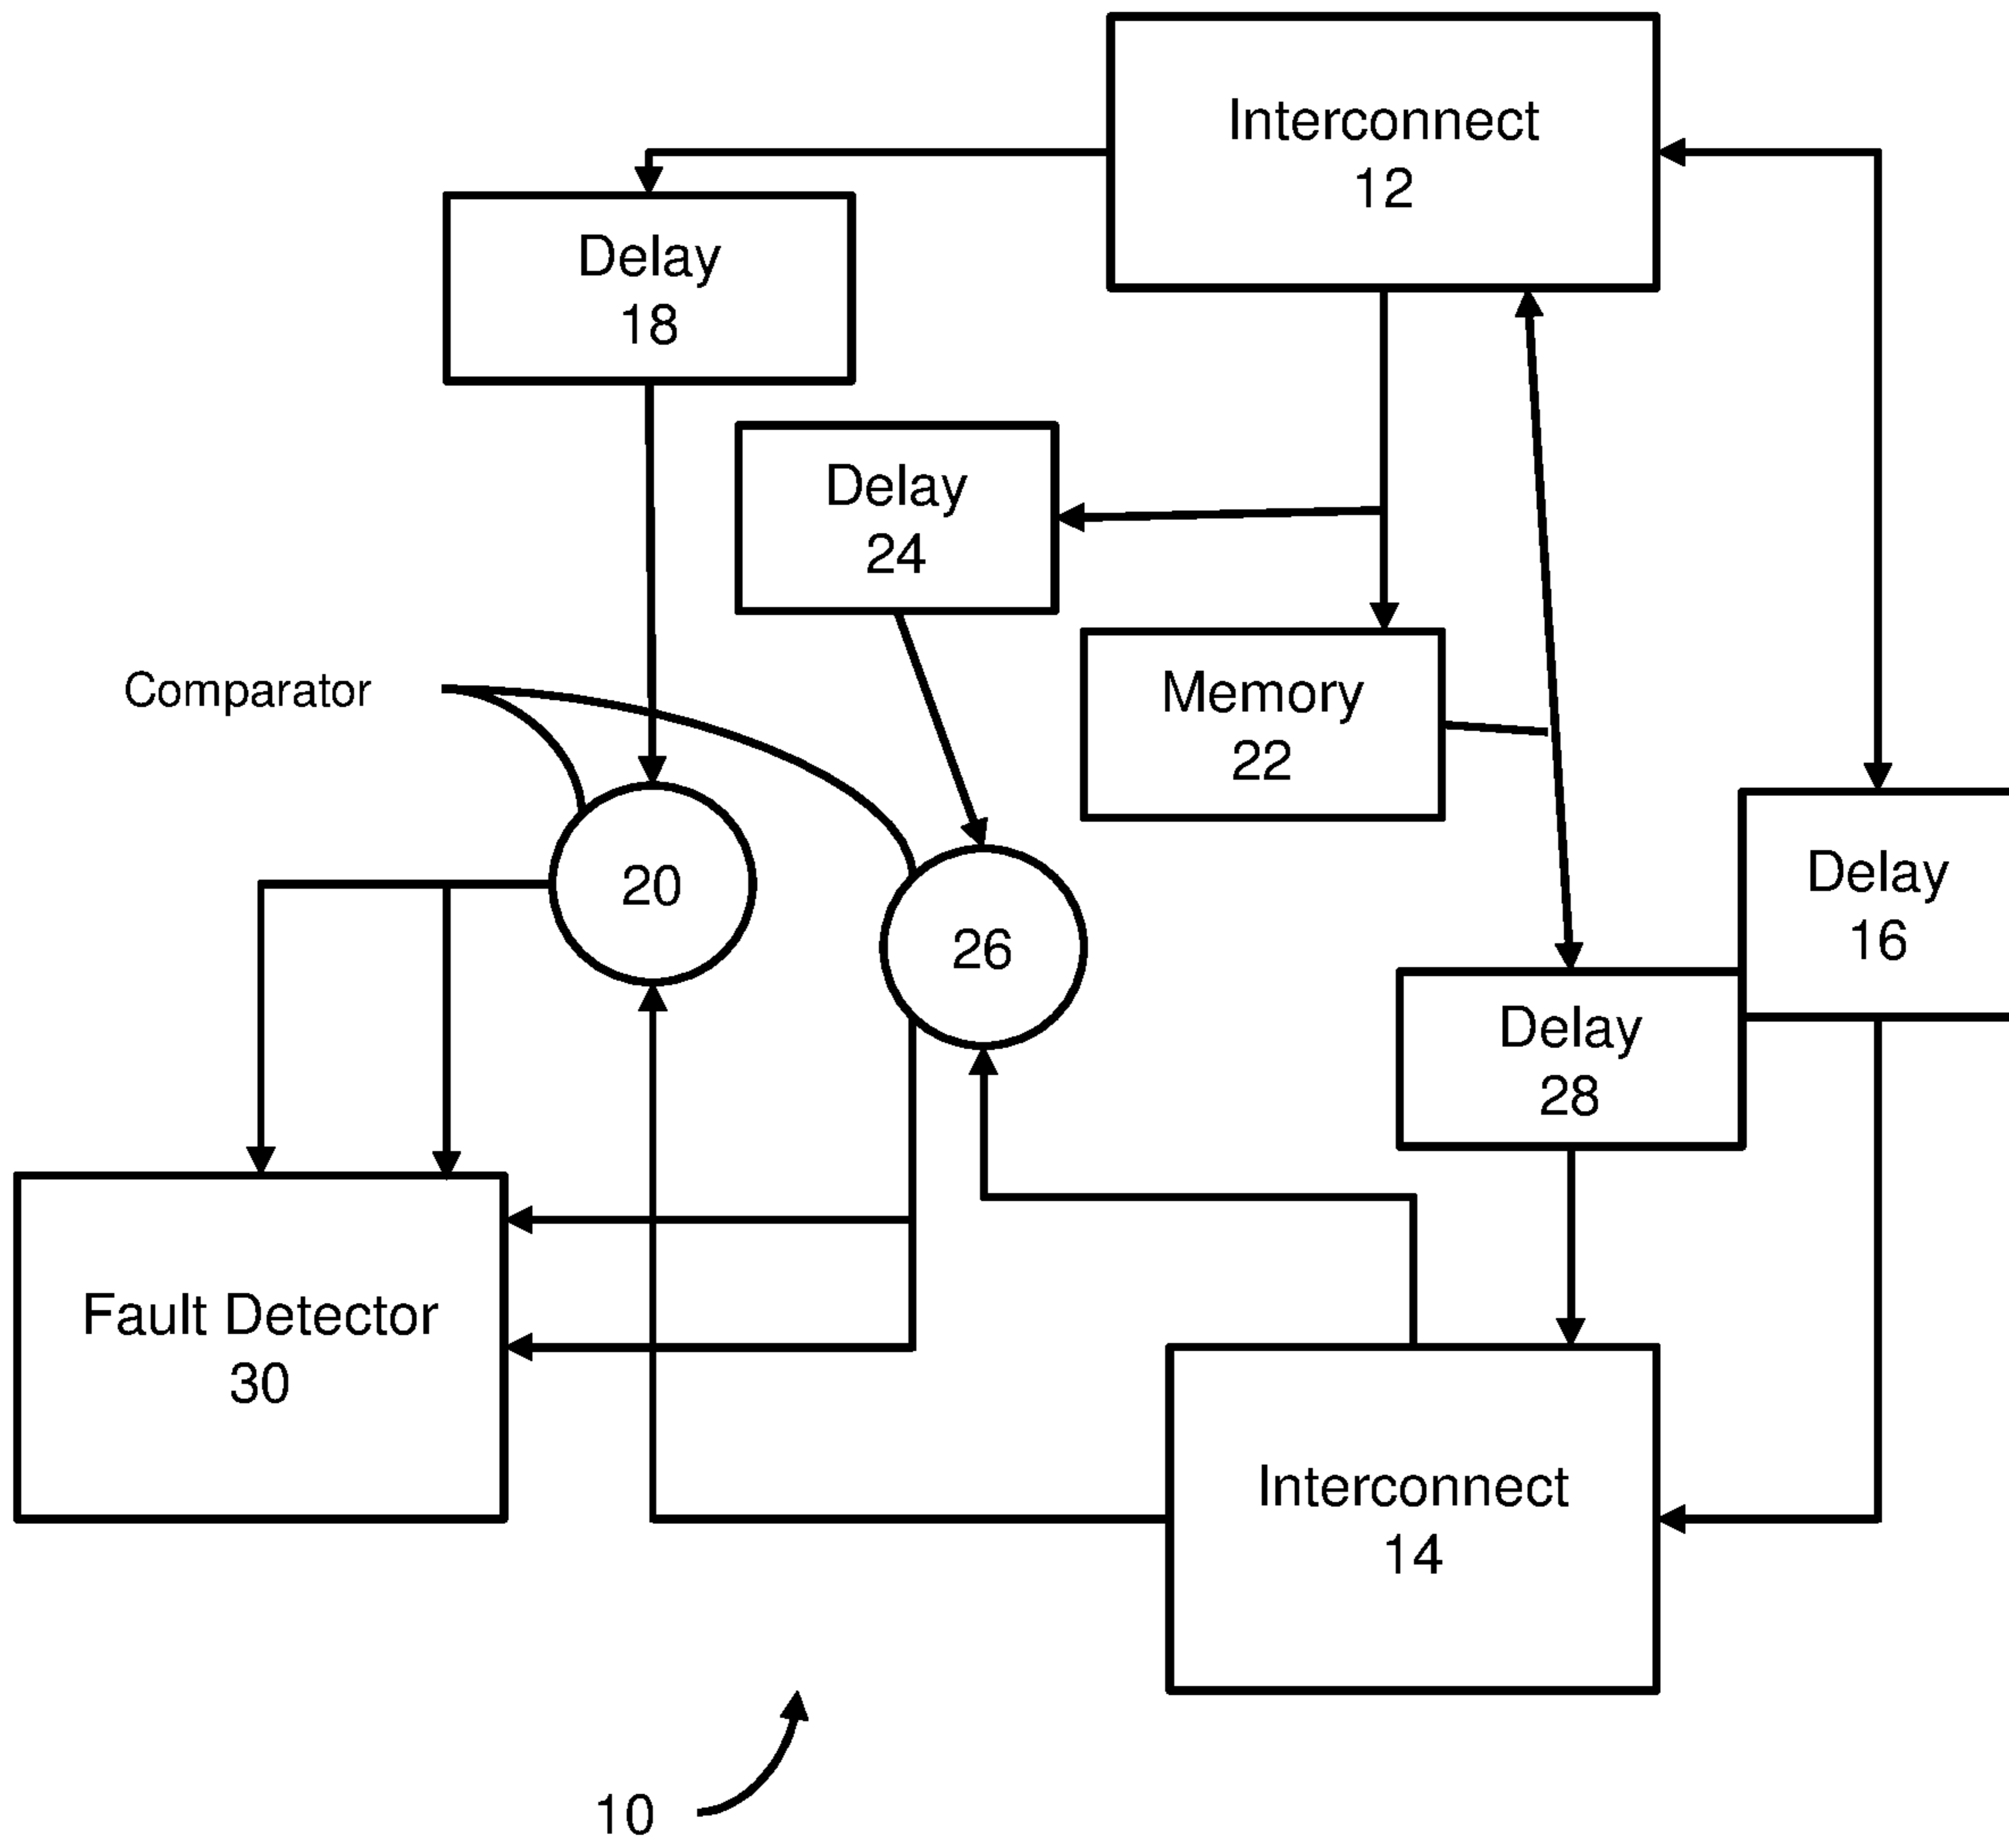 Interconnect
12
Delay
18
Delay
24
Memory
22
Comparator
20
26
Delay
16
Delay
28
Fault Detector
30
Interconnect
14
10